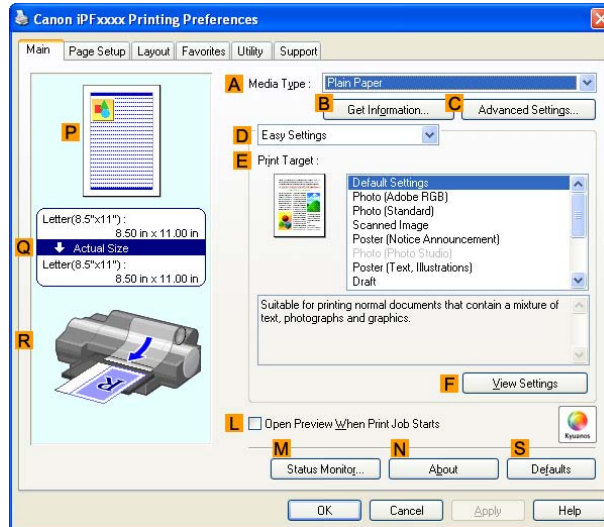 Canon iPFxxxx Printing Preferences
Main Page Setup Layout Favorites Utility Support
A Media Type : Plain Paper
B C
Get Information... Advanced Settings...
D Easy Settings
E Print Target :
P
Default Settings
Photo (Adobe RGB)
Photo (Standard)
Scanned Image
Poster (Notice Announcement)
Photo (Photo Studio)
Poster (Text, Illustrations)
Draft
Letter(8.5"x11") :
8.50 in x 11.00 in
Q Actual Size
Letter(8.5"x11") :
8.50 in x 11.00 in
Suitable for printing normal documents that contain a mixture of
text, photographs and graphics.
R
R
F View Settings
L Open Preview When Print Job Starts
Kyuanos
M N S
Status Monitor... About Defaults
OK Cancel Apply Help